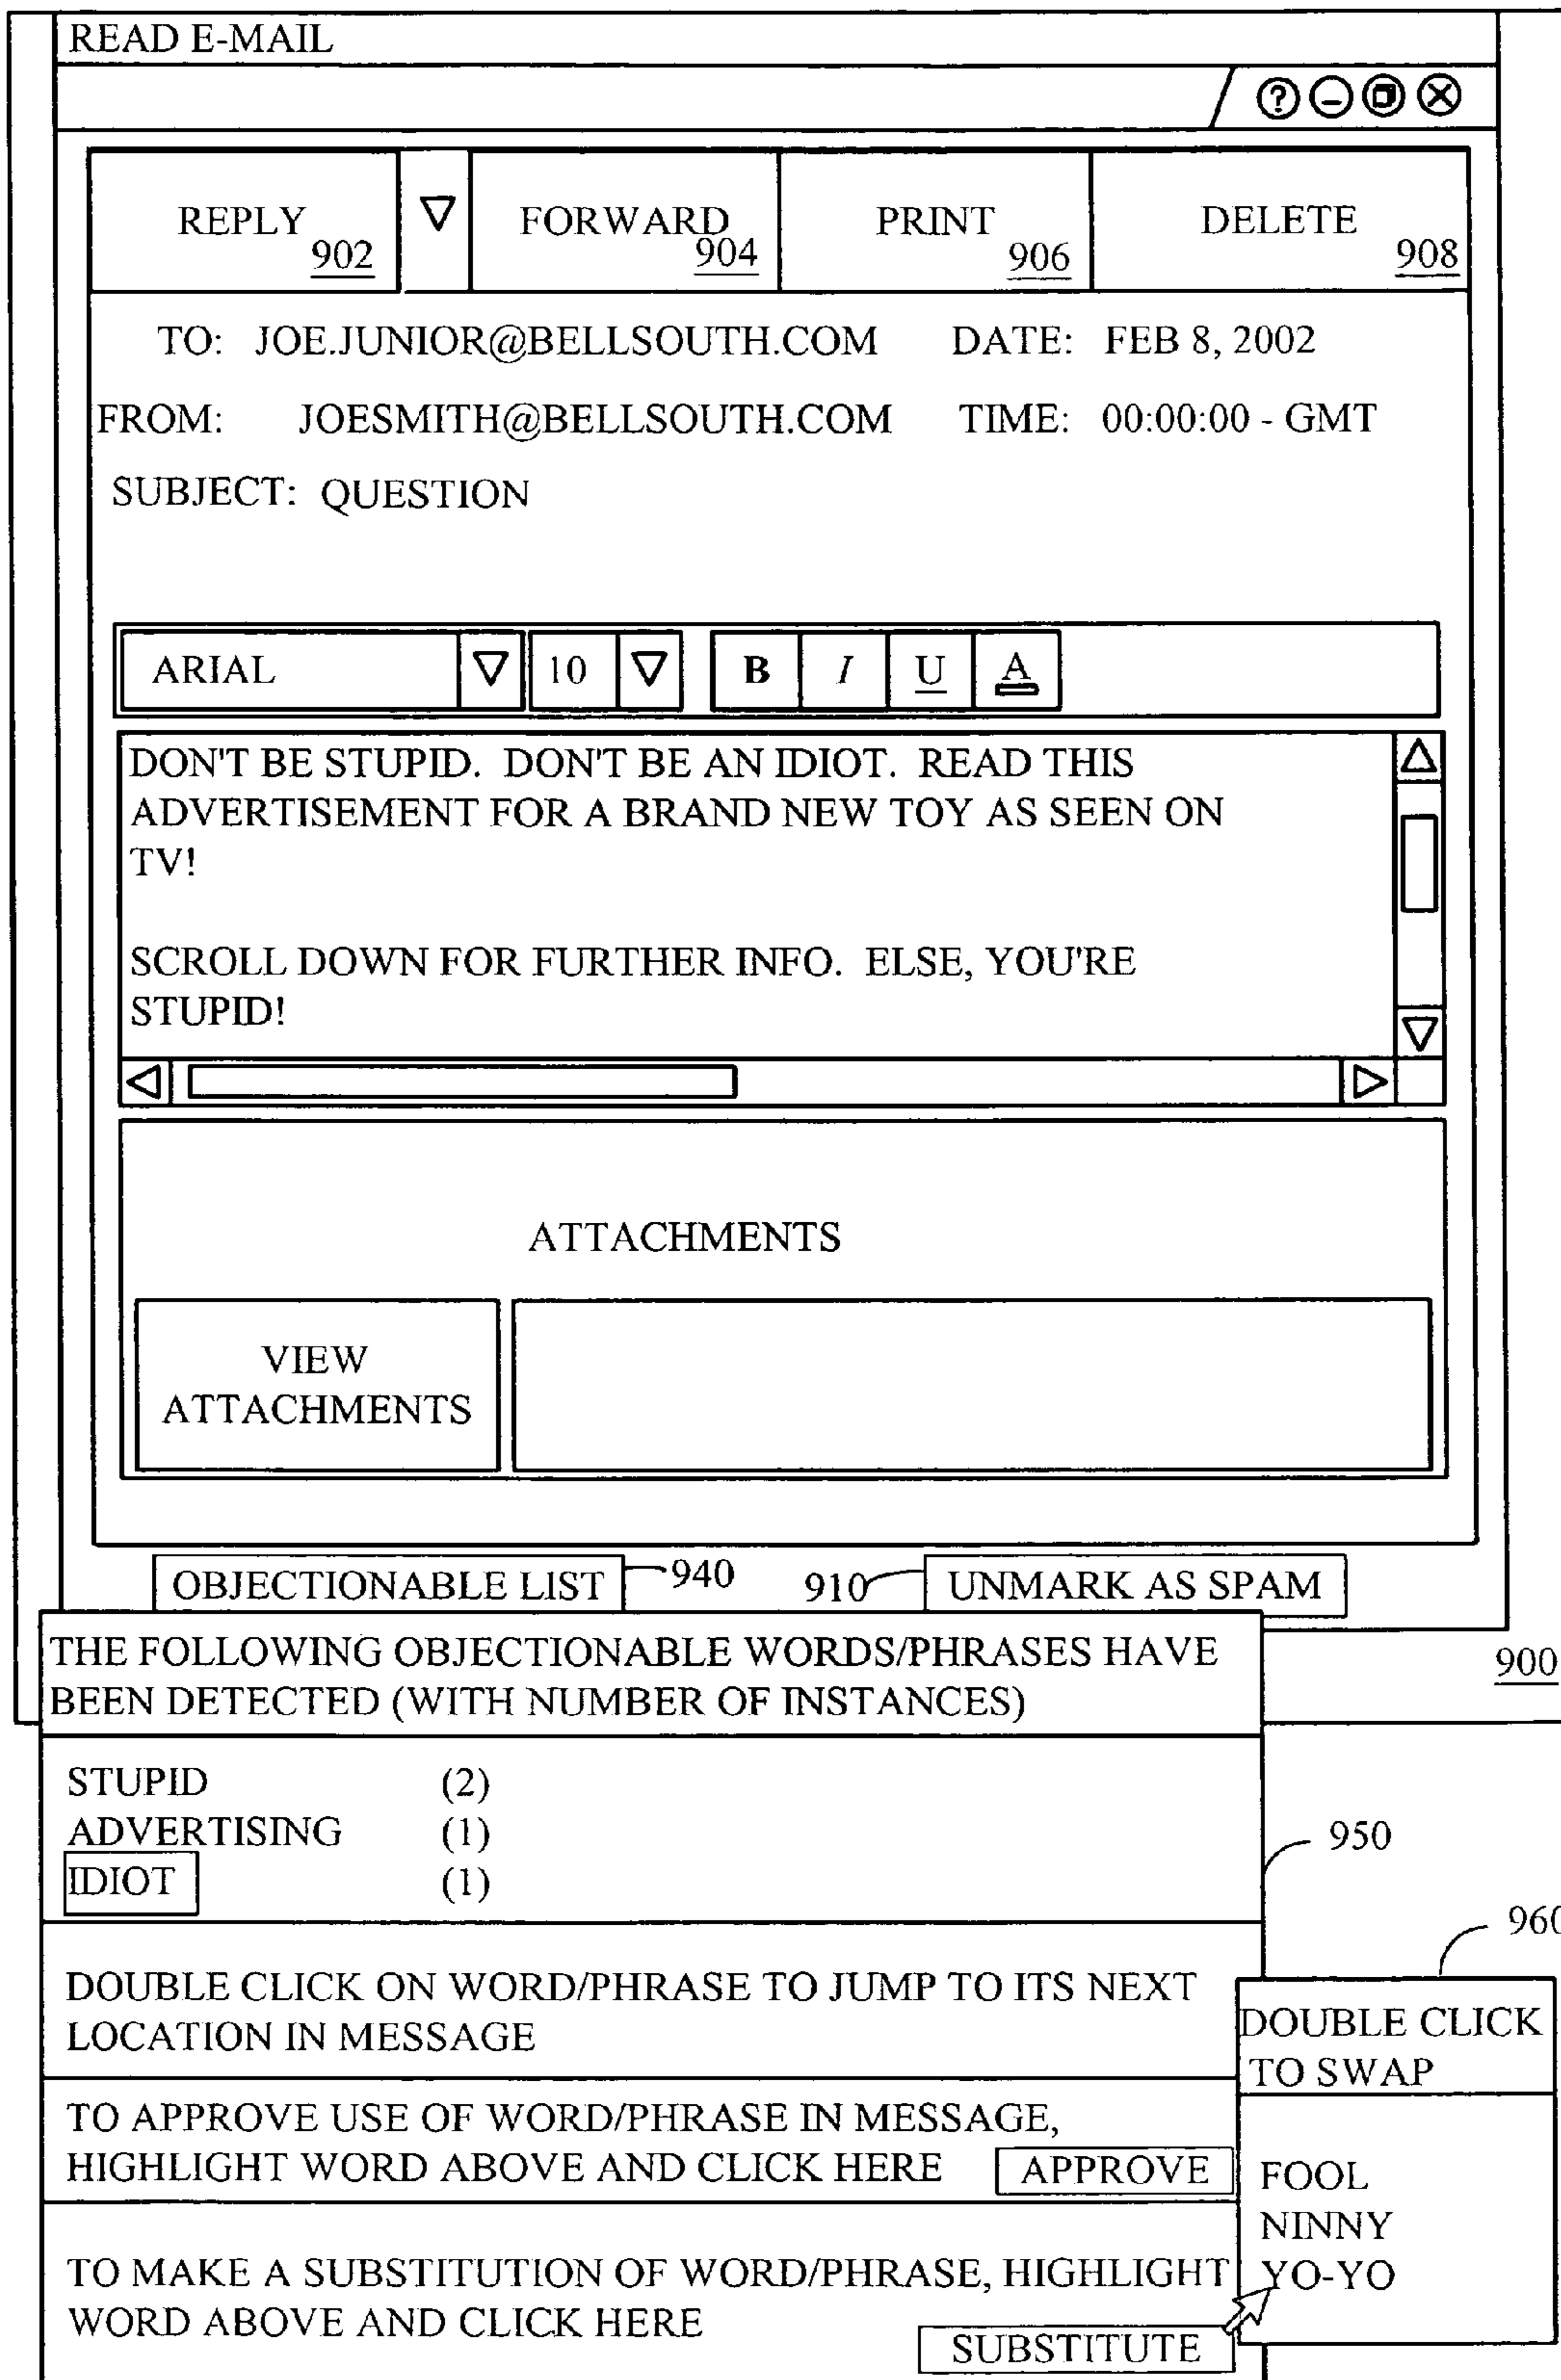 READ E-MAIL
?
REPLY 902 FORWARD 904 PRINT 906 DELETE 908
TO: JOE.JUNIOR@BELLSOUTH.COM DATE: FEB 8, 2002
FROM: JOESMITH@BELLSOUTH.COM TIME: 00:00:00 - GMT
SUBJECT: QUESTION
ARIAL 10 B I U A
DON'T BE STUPID. DON'T BE AN IDIOT. READ THIS
ADVERTISEMENT FOR A BRAND NEW TOY AS SEEN ON
TV!
SCROLL DOWN FOR FURTHER INFO. ELSE, YOU'RE
STUPID!
ATTACHMENTS
VIEW
ATTACHMENTS
OBJECTIONABLE LIST 940 910 UNMARK AS SPAM
THE FOLLOWING OBJECTIONABLE WORDS/PHRASES HAVE
BEEN DETECTED (WITH NUMBER OF INSTANCES)
900
STUPID (2)
ADVERTISING (1)
IDIOT (1)
950
960
DOUBLE CLICK ON WORD/PHRASE TO JUMP TO ITS NEXT
LOCATION IN MESSAGE
DOUBLE CLICK
TO SWAP
TO APPROVE USE OF WORD/PHRASE IN MESSAGE,
HIGHLIGHT WORD ABOVE AND CLICK HERE APPROVE
FOOL
NINNY
YO-YO
TO MAKE A SUBSTITUTION OF WORD/PHRASE, HIGHLIGHT
WORD ABOVE AND CLICK HERE
SUBSTITUTE